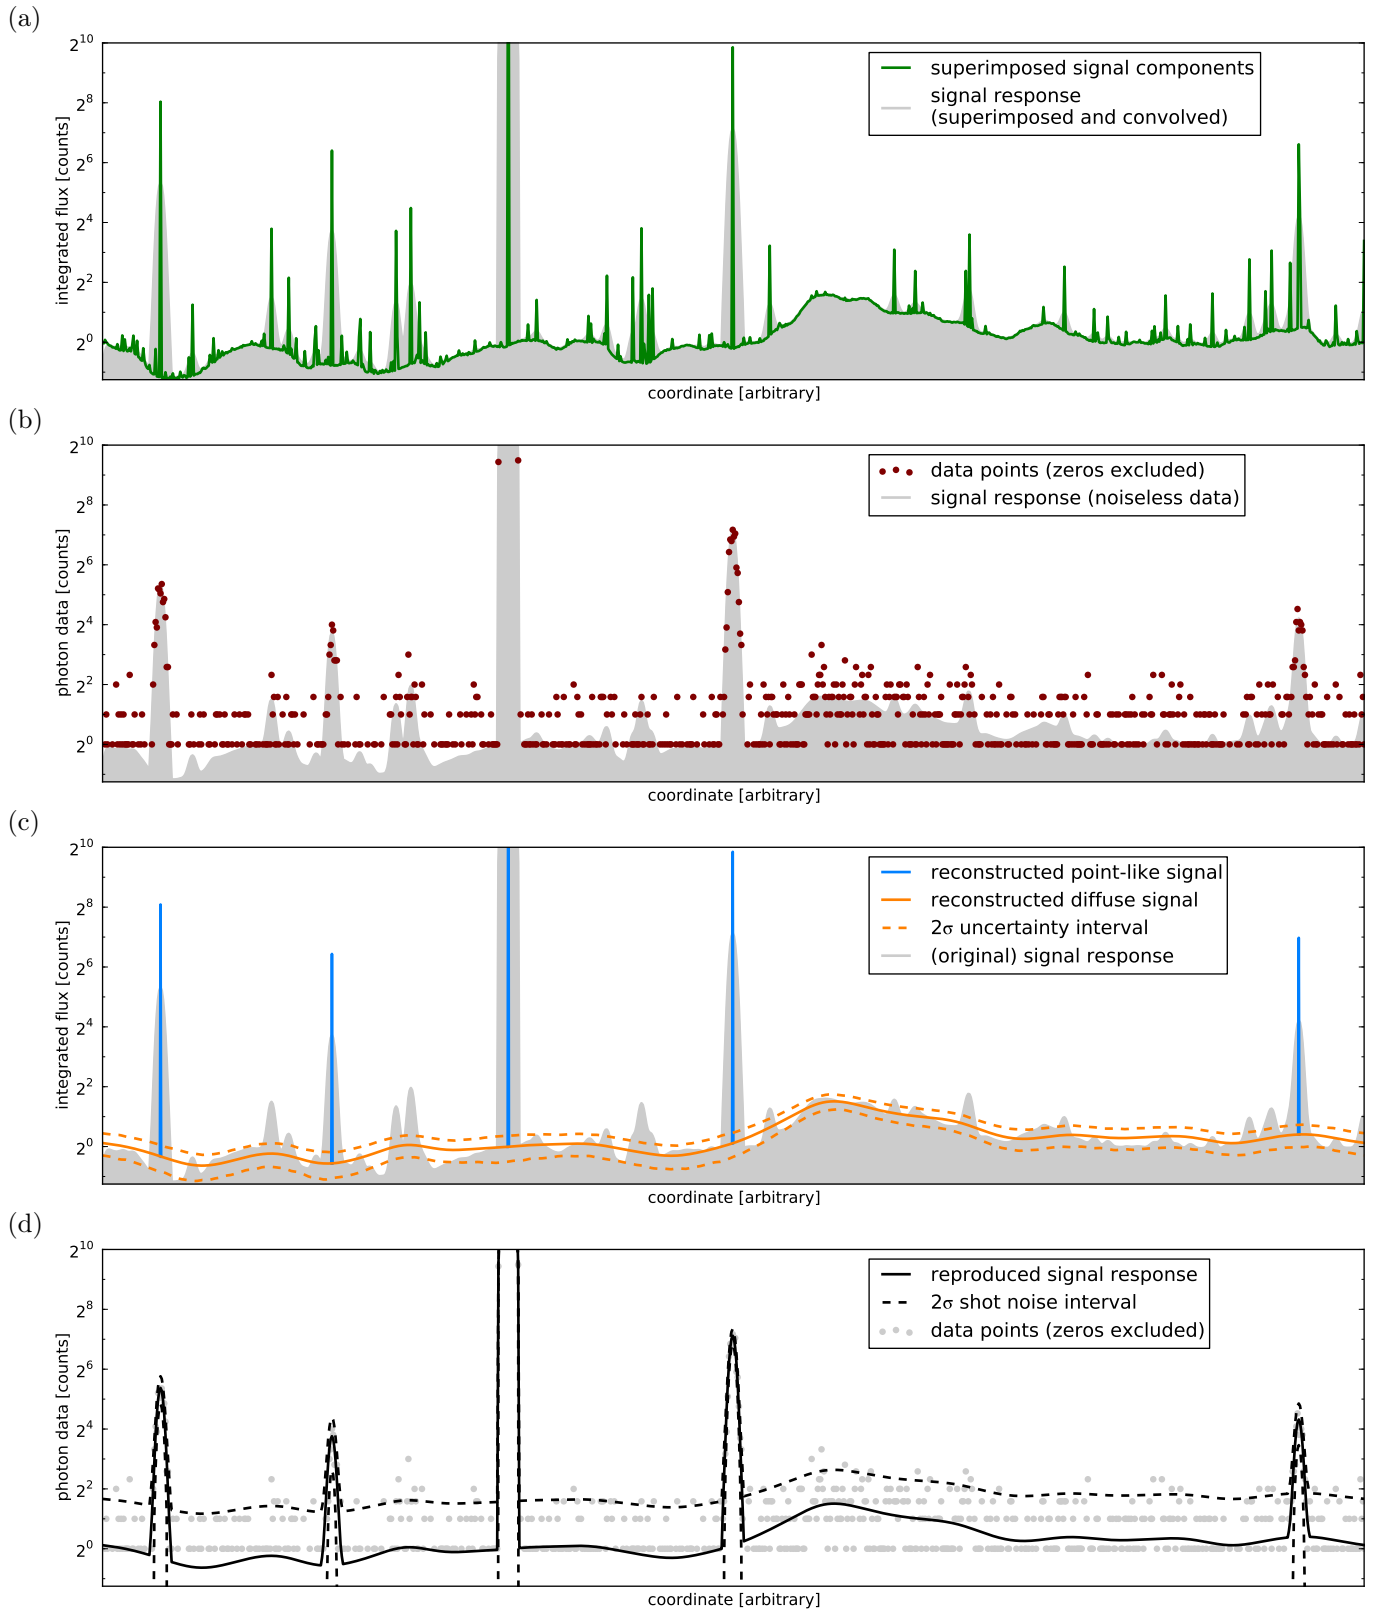 (a)
2^10
2^8
2^6
2^4
2^2
2^0
integrated flux [counts]
superimposed signal components
signal response
(superimposed and convolved)
coordinate [arbitrary]
(b)
2^10
2^8
2^6
2^4
2^2
2^0
photon data [counts]
data points (zeros excluded)
signal response (noiseless data)
coordinate [arbitrary]
(c)
2^10
2^8
2^6
2^4
2^2
2^0
integrated flux [counts]
reconstructed point-like signal
reconstructed diffuse signal
2σ uncertainty interval
(original) signal response
coordinate [arbitrary]
(d)
2^10
2^8
2^6
2^4
2^2
2^0
photon data [counts]
reproduced signal response
2σ shot noise interval
data points (zeros excluded)
coordinate [arbitrary]